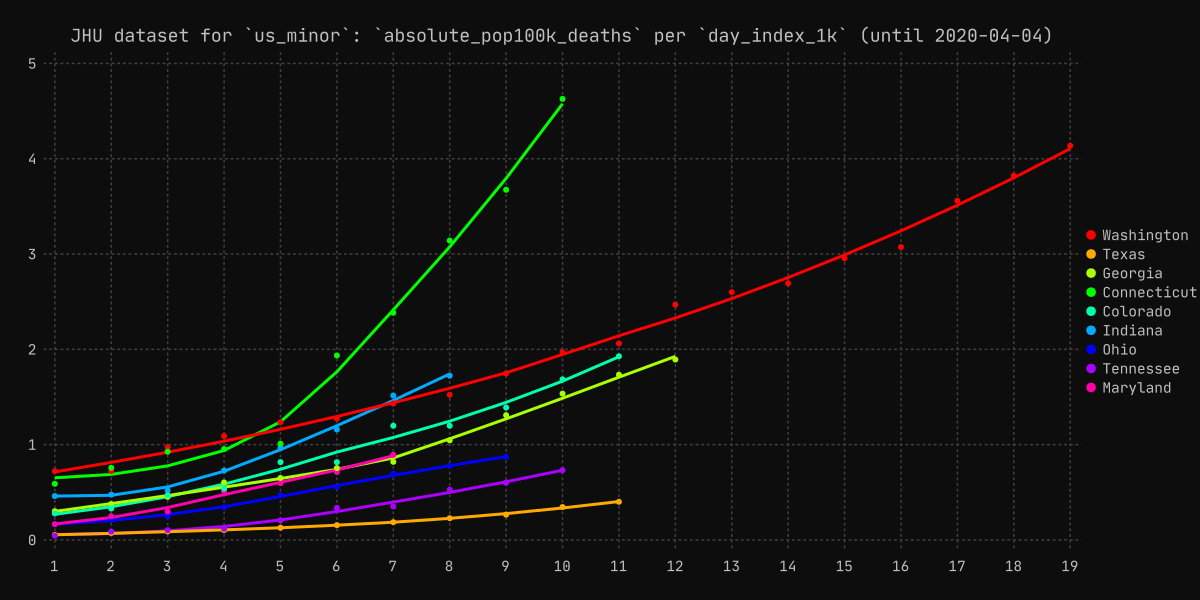 JHU dataset for `us_minor`: `absolute_pop100k_deaths` per `day_index_1k` (until 2020-04-04)
5
4
3
2
1
0
1 2 3 4 5 6 7 8 9 10 11 12 13 14 15 16 17 18 19
Washington
Texas
Georgia
Connecticut
Colorado
Indiana
Ohio
Tennessee
Maryland